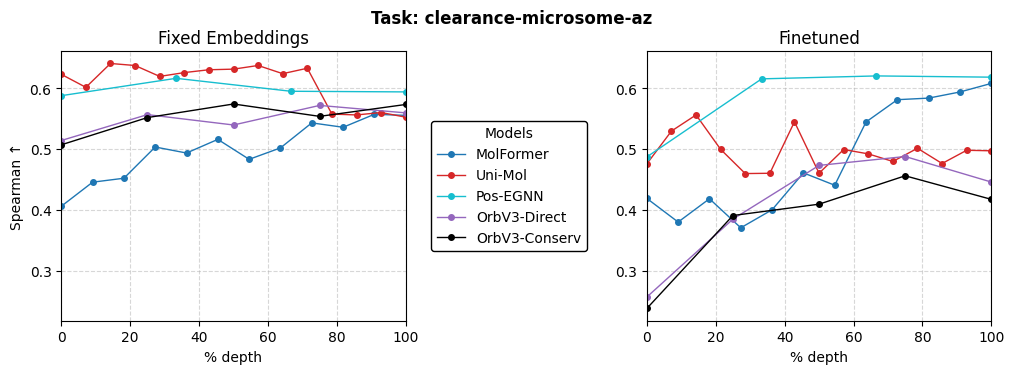 Task: clearance-microsome-az
Fixed Embeddings
Spearman ↑
0.6
0.5
0.4
0.3
0 20 40 60 80 100
% depth
Models
MolFormer
Uni-Mol
Pos-EGNN
OrbV3-Direct
OrbV3-Conserv
Finetuned
0.6
0.5
0.4
0.3
0 20 40 60 80 100
% depth